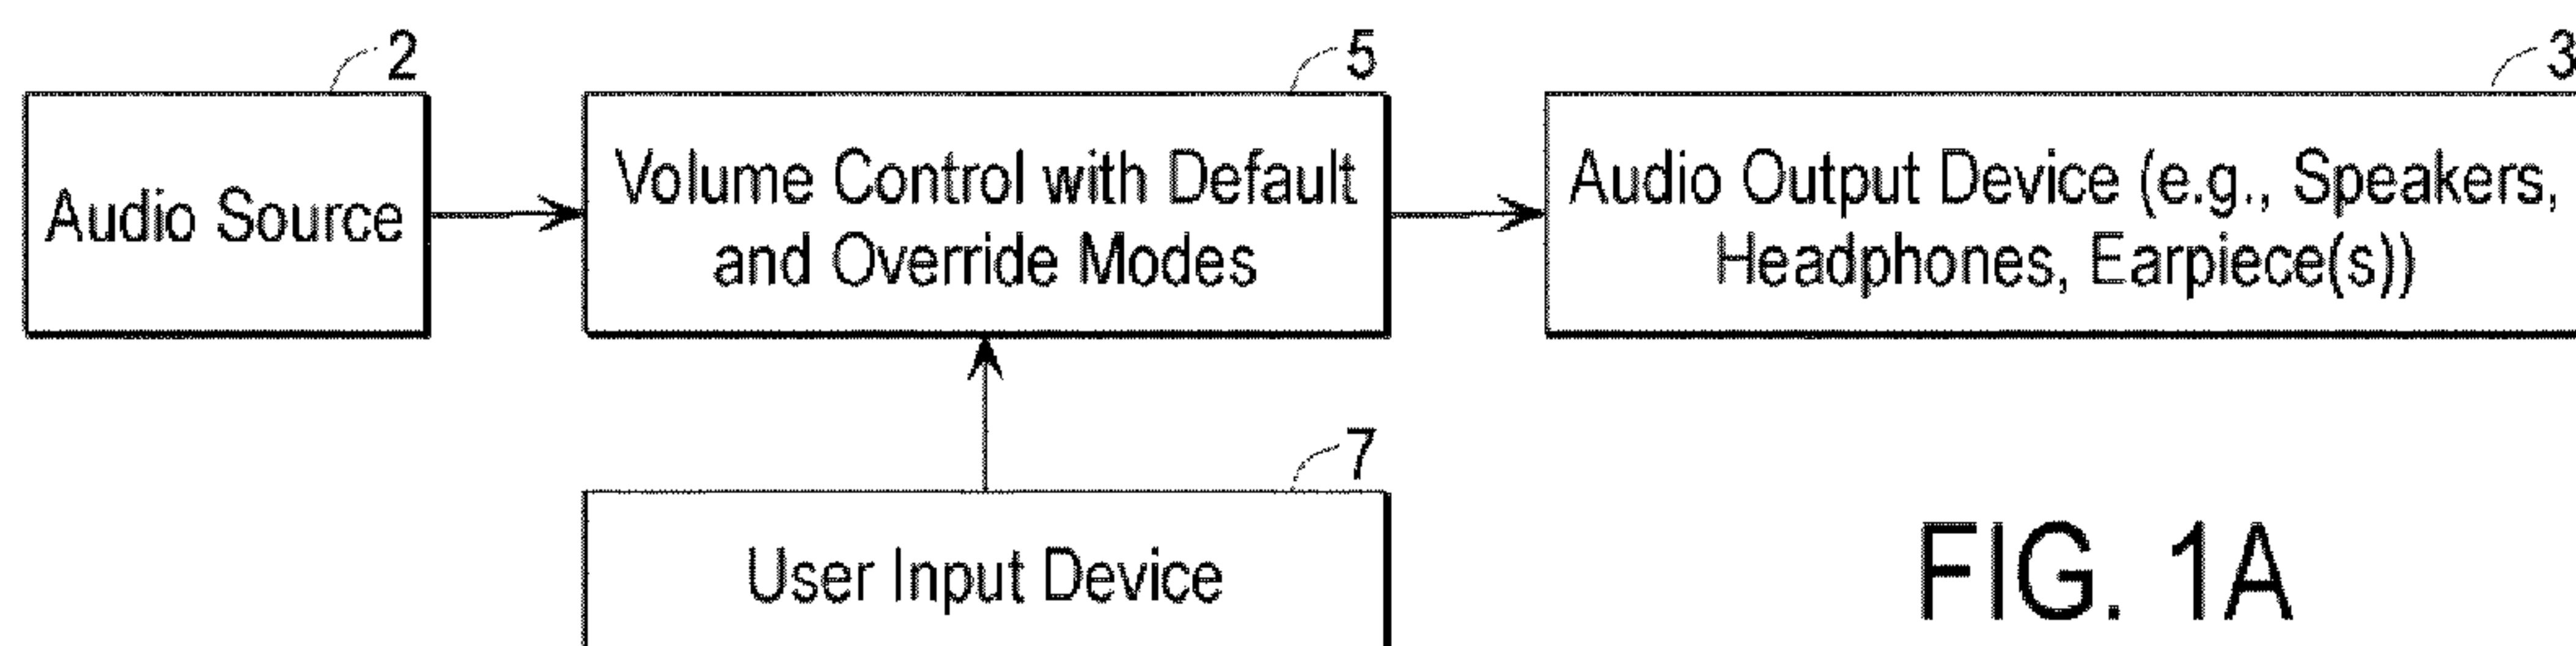 2
5
3
Audio Source
Volume Control with Default
and Override Modes
Audio Output Device (e.g., Speakers,
Headphones, Earpiece(s))
7
User Input Device
FIG. 1A